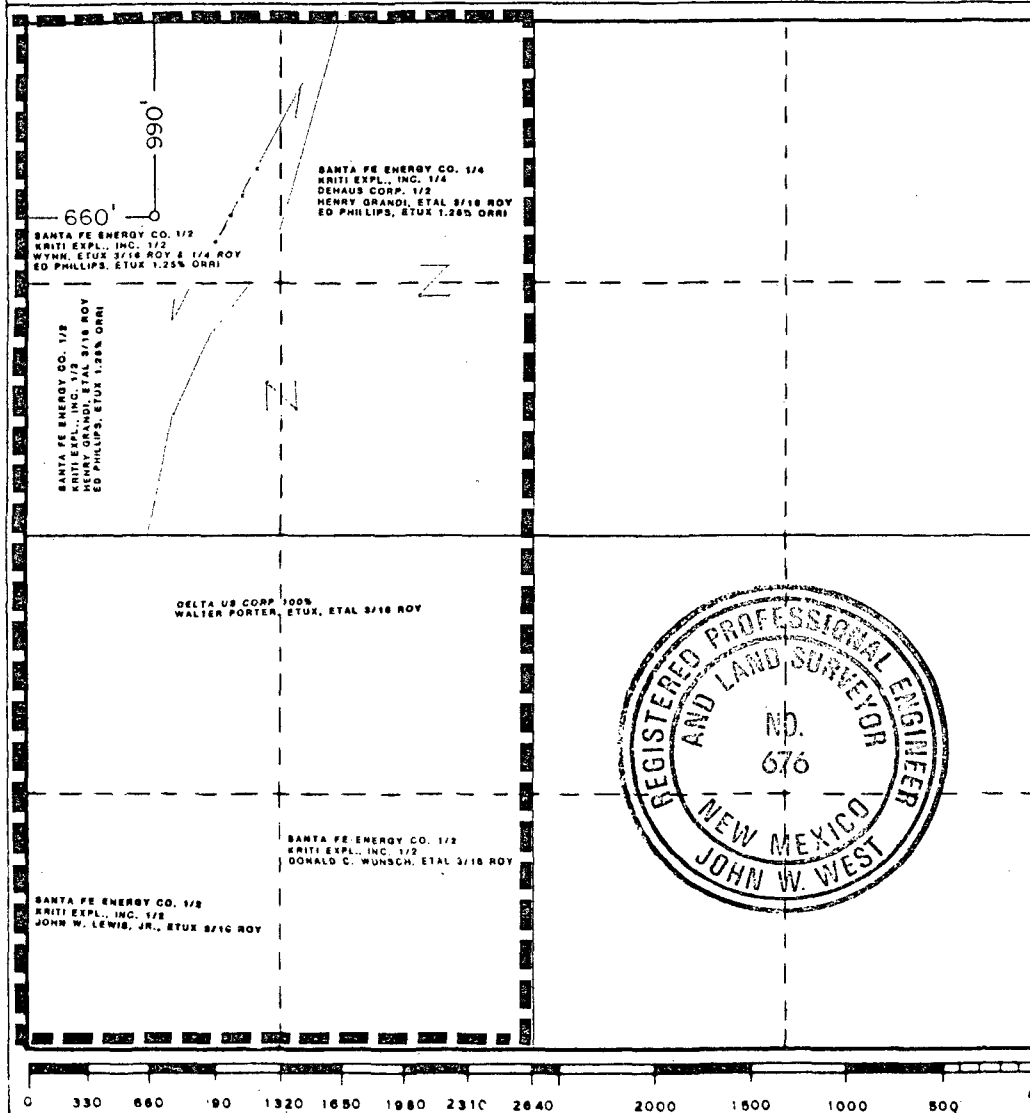 990'
660'
SANTA FE ENERGY CO. 1/4
KRITI EXPL., INC. 1/4
DEHAUS CORP. 1/2
HENRY GRANDI, ETAL 3/16 ROY
ED PHILLIPS, ETUX 1.25% ORRI
SANTA FE ENERGY CO. 1/2
KRITI EXPL., INC. 1/2
WYNN, ETUX 3/16 ROY & 1/4 ROY
ED PHILLIPS, ETUX 1.25% ORRI
SANTA FE ENERGY CO. 1/2
KRITI EXPL., INC. 1/2
HENRY GRANDI, ETAL 3/16 ROY
ED PHILLIPS, ETUX 1.25% ORRI
DELTA US CORP 100%
WALTER PORTER, ETUX, ETAL 3/16 ROY
REGISTERED PROFESSIONAL ENGINEER
AND LAND SURVEYOR
NO.
676
NEW MEXICO
JOHN W. WEST
SANTA FE ENERGY CO. 1/2
KRITI EXPL., INC. 1/2
DONALD C. WUNSCH, ETAL 3/16 ROY
SANTA FE ENERGY CO. 1/2
KRITI EXPL., INC. 1/2
JOHN W. LEWIS, JR., ETUX 3/16 ROY
0 330 660 '90 1320 1650 1980 2310 2640 2000 1500 1000 500